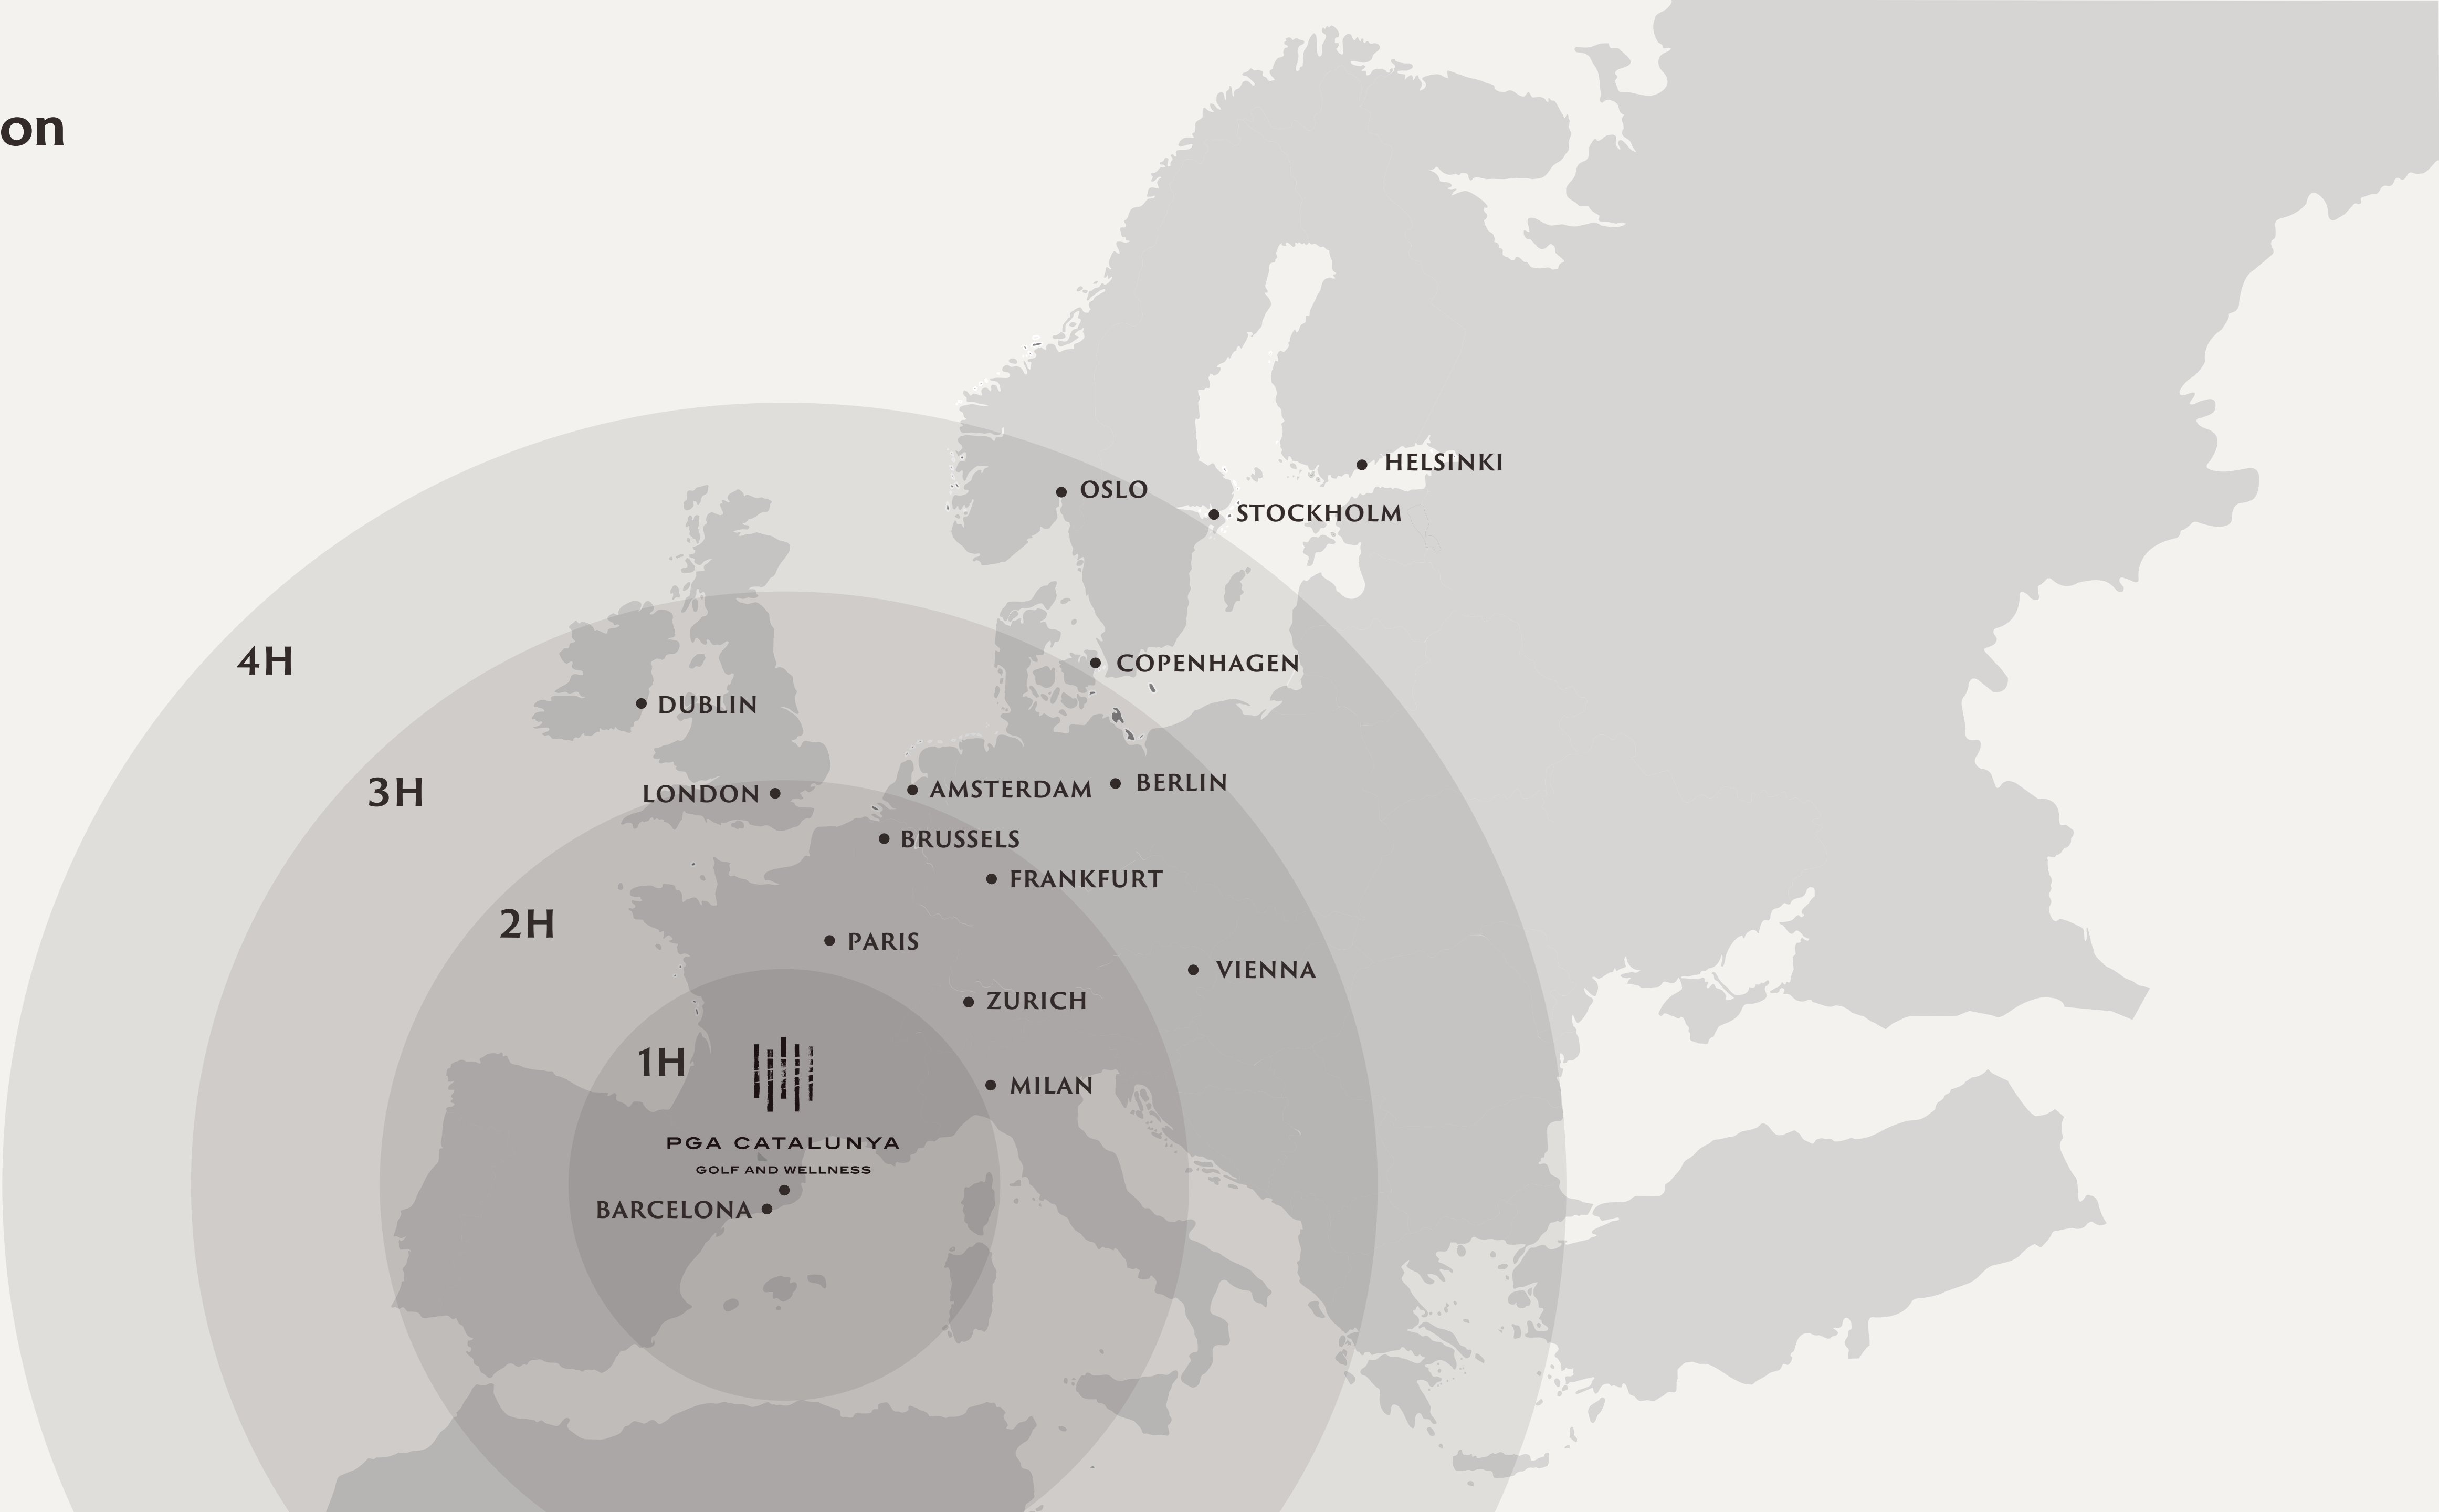 on
HELSINKI
OSLO
STOCKHOLM
4H
COPENHAGEN
DUBLIN
3H
LONDON
AMSTERDAM
BERLIN
BRUSSELS
FRANKFURT
2H
PARIS
VIENNA
ZURICH
1H
MILAN
PGA CATALUNYA
GOLF AND WELLNESS
BARCELONA